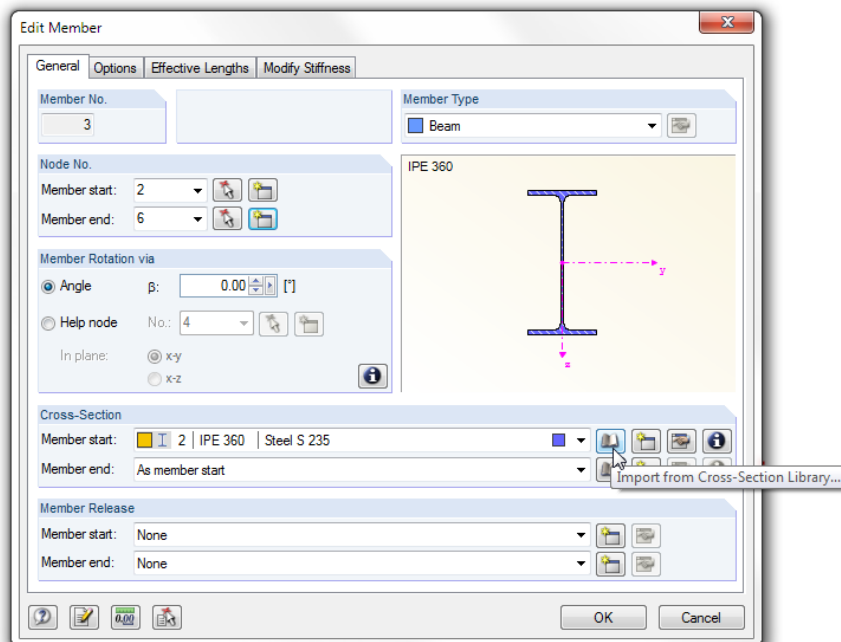 Edit Member
General Options Effective Lengths Modify Stiffness
Member No.
3
Member Type
Beam
Node No.
Member start: 2
Member end: 6
IPE 360
y
z
Member Rotation via
Angle β: 0.00 [°]
Help node No.: 4
In plane: x-y
x-z
Cross-Section
Member start: 2 IPE 360 Steel S 235
Member end: As member start
Import from Cross-Section Library...
Member Release
Member start: None
Member end: None
0.00
OK Cancel